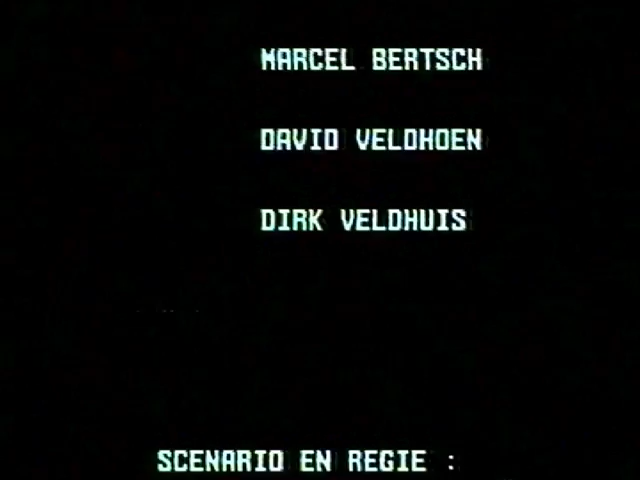 MARCEL BERTSCH
DAVID VELDHOEN
DIRK VELDHUIS
SCENARIO EN REGIE :